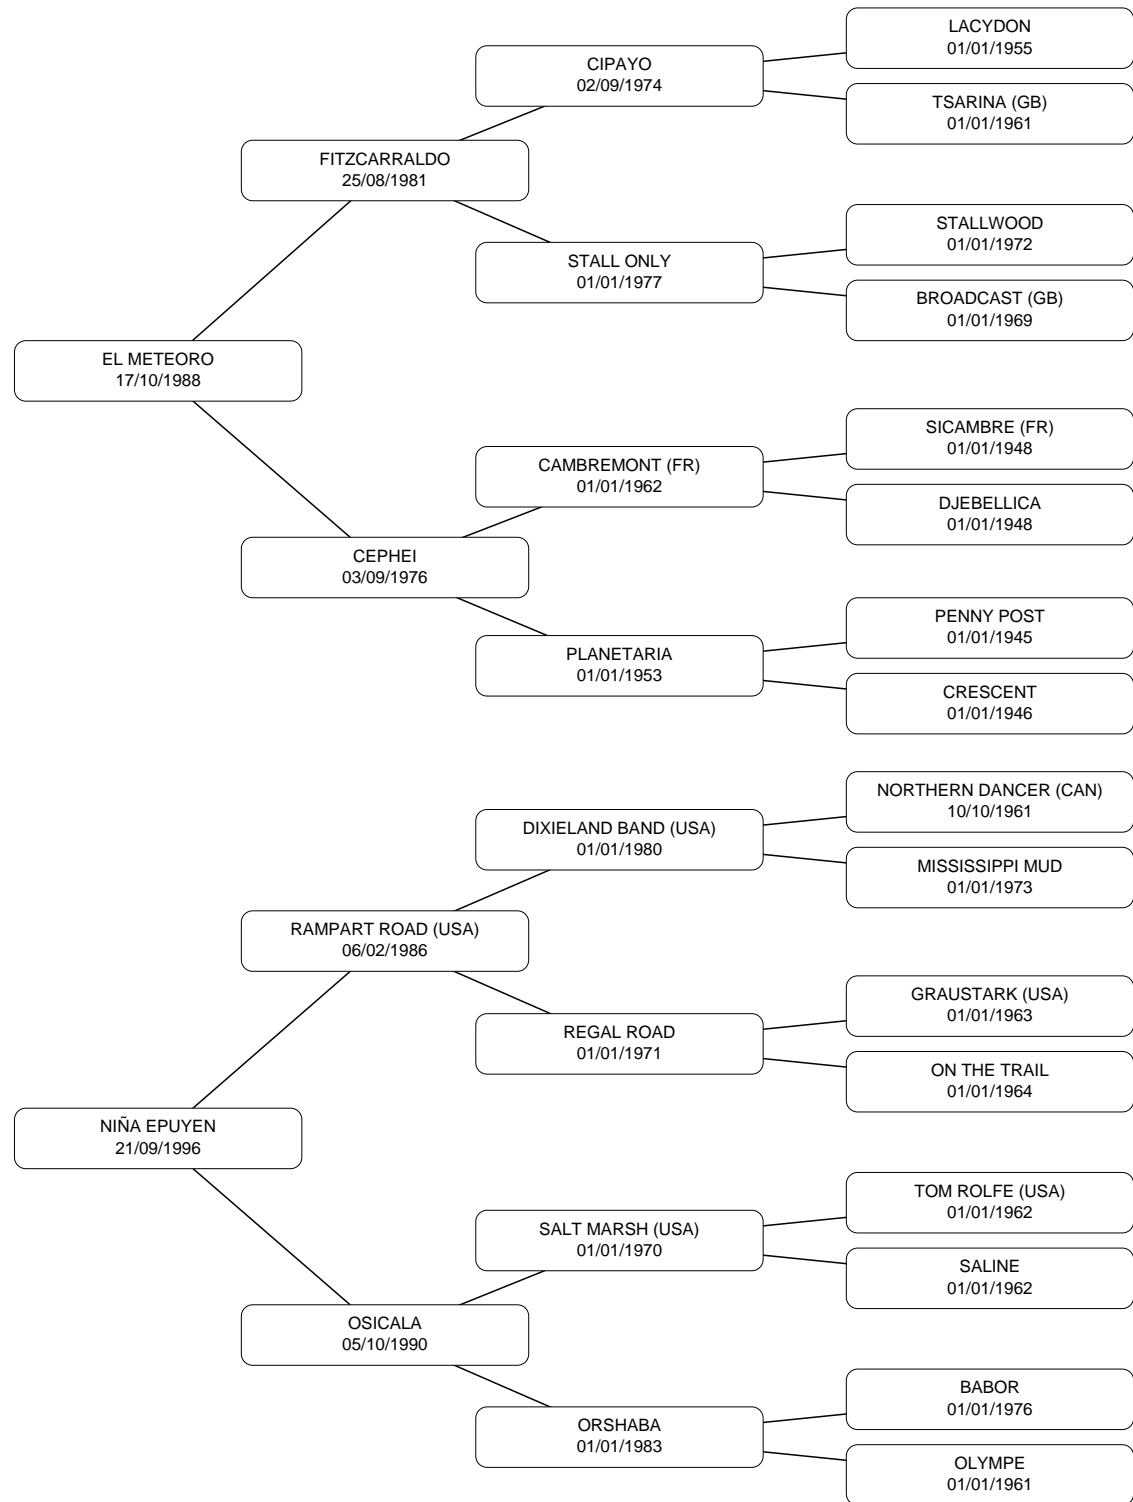 LACYDON
01/01/1955
CIPAYO
02/09/1974
TSARINA (GB)
01/01/1961
FITZCARRALDO
25/08/1981
STALLWOOD
01/01/1972
STALL ONLY
01/01/1977
BROADCAST (GB)
01/01/1969
EL METEORO
17/10/1988
SICAMBRE (FR)
01/01/1948
CAMBREMONT (FR)
01/01/1962
DJEBELLICA
01/01/1948
CEPHEI
03/09/1976
PENNY POST
01/01/1945
PLANETARIA
01/01/1953
CRESCENT
01/01/1946
NORTHERN DANCER (CAN)
10/10/1961
DIXIELAND BAND (USA)
01/01/1980
MISSISSIPPI MUD
01/01/1973
RAMPART ROAD (USA)
06/02/1986
GRAUSTARK (USA)
01/01/1963
REGAL ROAD
01/01/1971
ON THE TRAIL
01/01/1964
NIÑA EPUYEN
21/09/1996
TOM ROLFE (USA)
01/01/1962
SALT MARSH (USA)
01/01/1970
SALINE
01/01/1962
OSICALA
05/10/1990
BABOR
01/01/1976
ORSHABA
01/01/1983
OLYMPE
01/01/1961